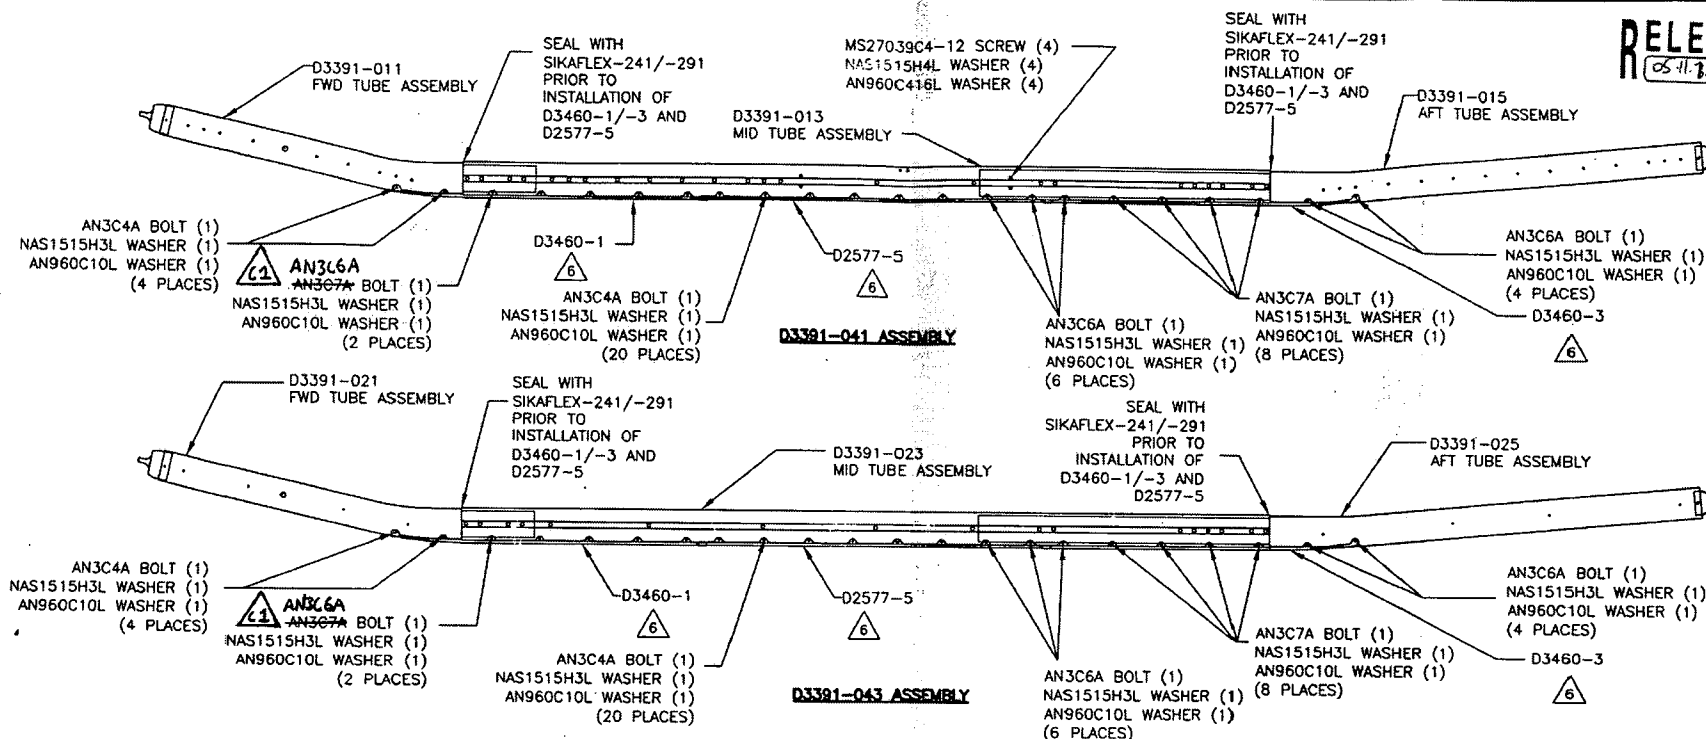 SEAL WITH
SIKAFLEX-241/-291
PRIOR TO
INSTALLATION OF
D3460-1/-3 AND
D2577-5
D3391-011
FWD TUBE ASSEMBLY
MS27039C4-12 SCREW (4)
NAS1515H4L WASHER (4)
AN960C416L WASHER (4)
D3391-013
MID TUBE ASSEMBLY
SEAL WITH
SIKAFLEX-241/-291
PRIOR TO
INSTALLATION OF
D3460-1/-3 AND
D2577-5
D3391-015
AFT TUBE ASSEMBLY
AN3C4A BOLT (1)
NAS1515H3L WASHER (1)
AN960C10L WASHER (1)
(4 PLACES)
C1 AN3C6A
AN3C7A BOLT (1)
NAS1515H3L WASHER (1)
AN960C10L WASHER (1)
(2 PLACES)
D3460-1
6
D2577-5
6
AN3C4A BOLT (1)
NAS1515H3L WASHER (1)
AN960C10L WASHER (1)
(20 PLACES)
D3391-041 ASSEMBLY
AN3C6A BOLT (1)
NAS1515H3L WASHER (1)
AN960C10L WASHER (1)
(6 PLACES)
AN3C7A BOLT (1)
NAS1515H3L WASHER (1)
AN960C10L WASHER (1)
(8 PLACES)
AN3C6A BOLT (1)
NAS1515H3L WASHER (1)
AN960C10L WASHER (1)
(4 PLACES)
D3460-3
6
D3391-021
FWD TUBE ASSEMBLY
SEAL WITH
SIKAFLEX-241/-291
PRIOR TO
INSTALLATION OF
D3460-1/-3 AND
D2577-5
D3391-023
MID TUBE ASSEMBLY
SEAL WITH
SIKAFLEX-241/-291
PRIOR TO
INSTALLATION OF
D3460-1/-3 AND
D2577-5
D3391-025
AFT TUBE ASSEMBLY
AN3C4A BOLT (1)
NAS1515H3L WASHER (1)
AN960C10L WASHER (1)
(4 PLACES)
C1 AN3C6A
AN3C7A BOLT (1)
NAS1515H3L WASHER (1)
AN960C10L WASHER (1)
(2 PLACES)
D3460-1
6
D2577-5
6
AN3C4A BOLT (1)
NAS1515H3L WASHER (1)
AN960C10L WASHER (1)
(20 PLACES)
D3391-043 ASSEMBLY
AN3C6A BOLT (1)
NAS1515H3L WASHER (1)
AN960C10L WASHER (1)
(6 PLACES)
AN3C7A BOLT (1)
NAS1515H3L WASHER (1)
AN960C10L WASHER (1)
(8 PLACES)
AN3C6A BOLT (1)
NAS1515H3L WASHER (1)
AN960C10L WASHER (1)
(4 PLACES)
D3460-3
6